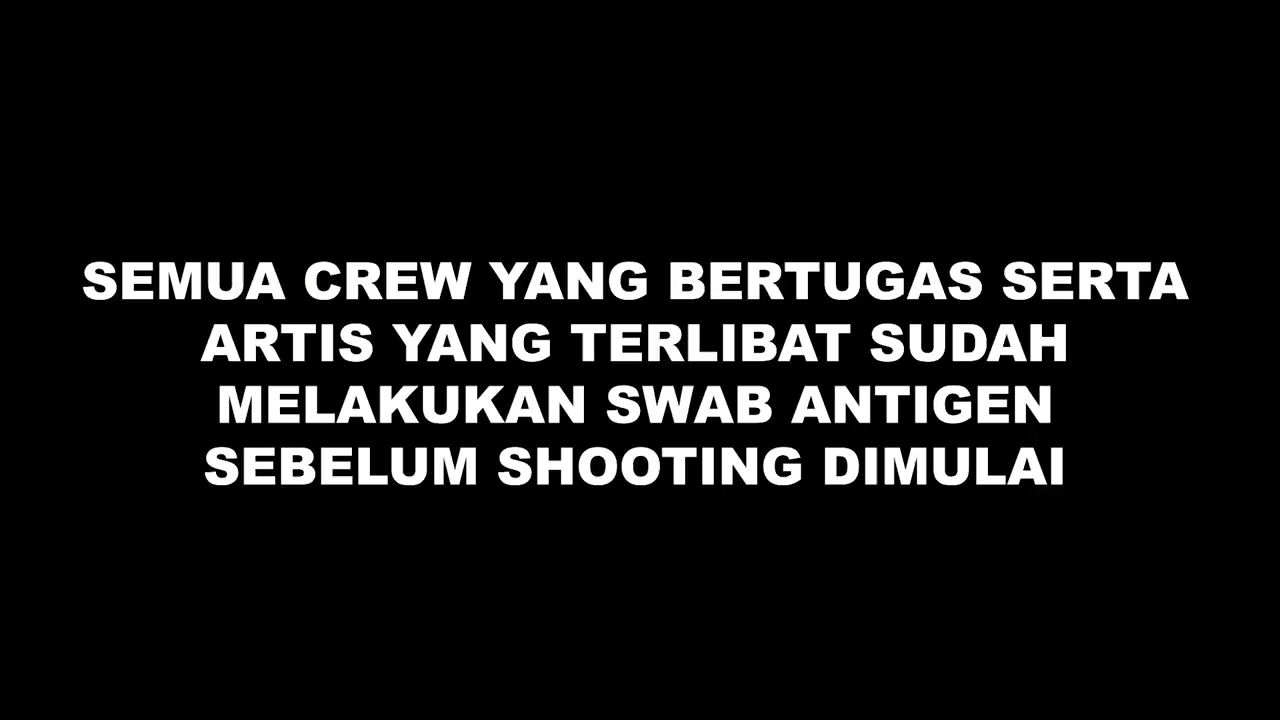 SEMUA CREW YANG BERTUGAS SERTA
ARTIS YANG TERLIBAT SUDAH
MELAKUKAN SWAB ANTIGEN
SEBELUM SHOOTING DIMULAI